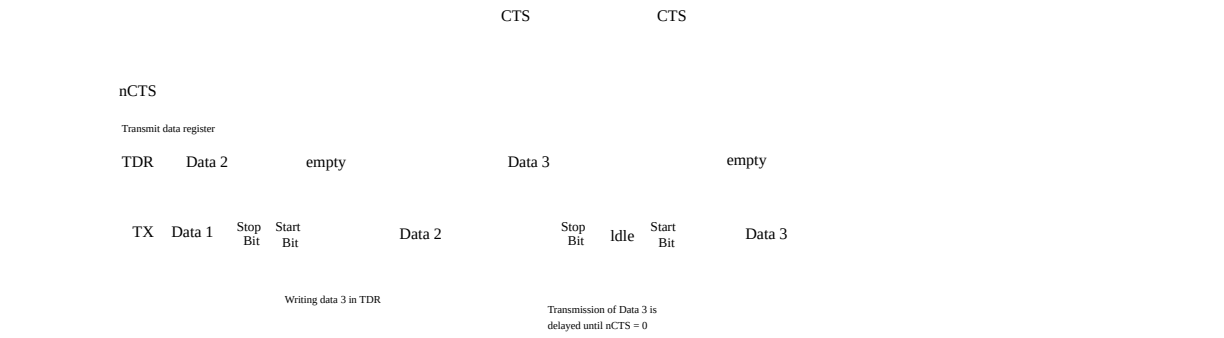 CTS CTS
nCTS
Transmit data register
TDR Data 2 empty Data 3 empty
TX Data 1 Stop Bit Start Bit Data 2 Stop Bit ldle Start Bit Data 3
Writing data 3 in TDR
Transmission of Data 3 is
delayed until nCTS = 0